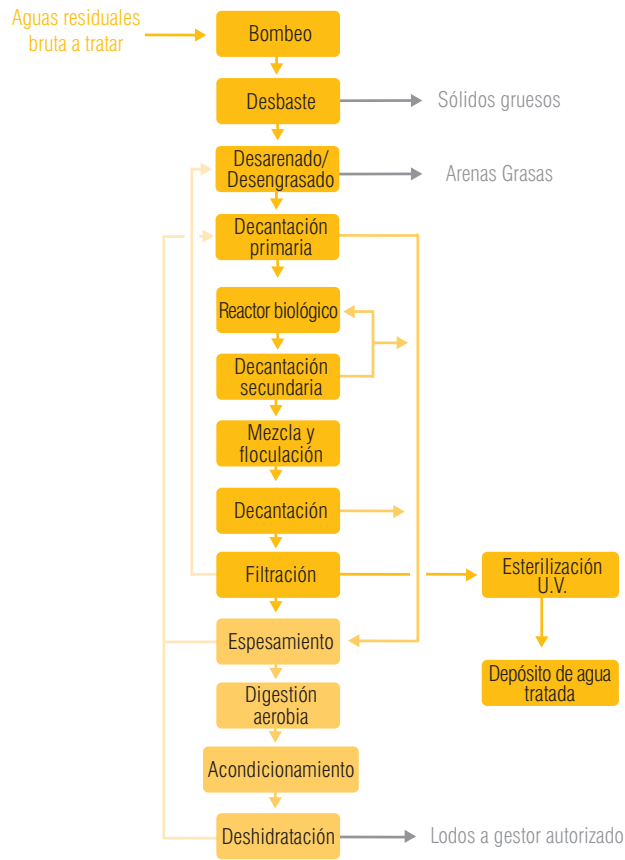 Aguas residuales
bruta a tratar
Bombeo
Desbaste
Sólidos gruesos
Desarenado/
Desengrasado
Arenas Grasas
Decantación
primaria
Reactor biológico
Decantación
secundaria
Mezcla y
floculación
Decantación
Filtración
Esterilización
U.V.
Espesamiento
Depósito de agua
tratada
Digestión
aerobia
Acondicionamiento
Deshidratación
Lodos a gestor autorizado